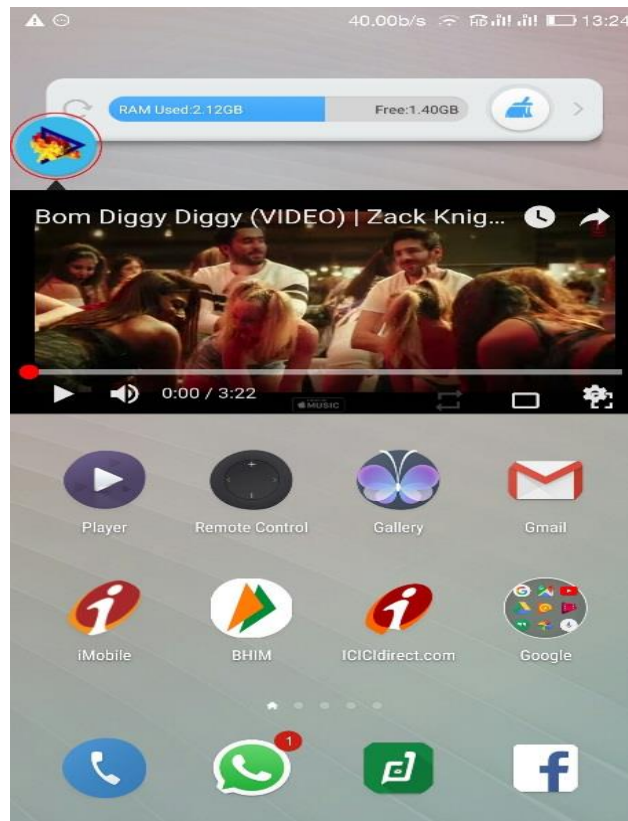 40.00b/s HD 13:24
RAM Used:2.12GB Free:1.40GB
Bom Diggy Diggy (VIDEO) | Zack Knig...
0:00 / 3:22
MUSIC
Player Remote Control Gallery Gmail
iMobile BHIM ICICIdirect.com Google
1